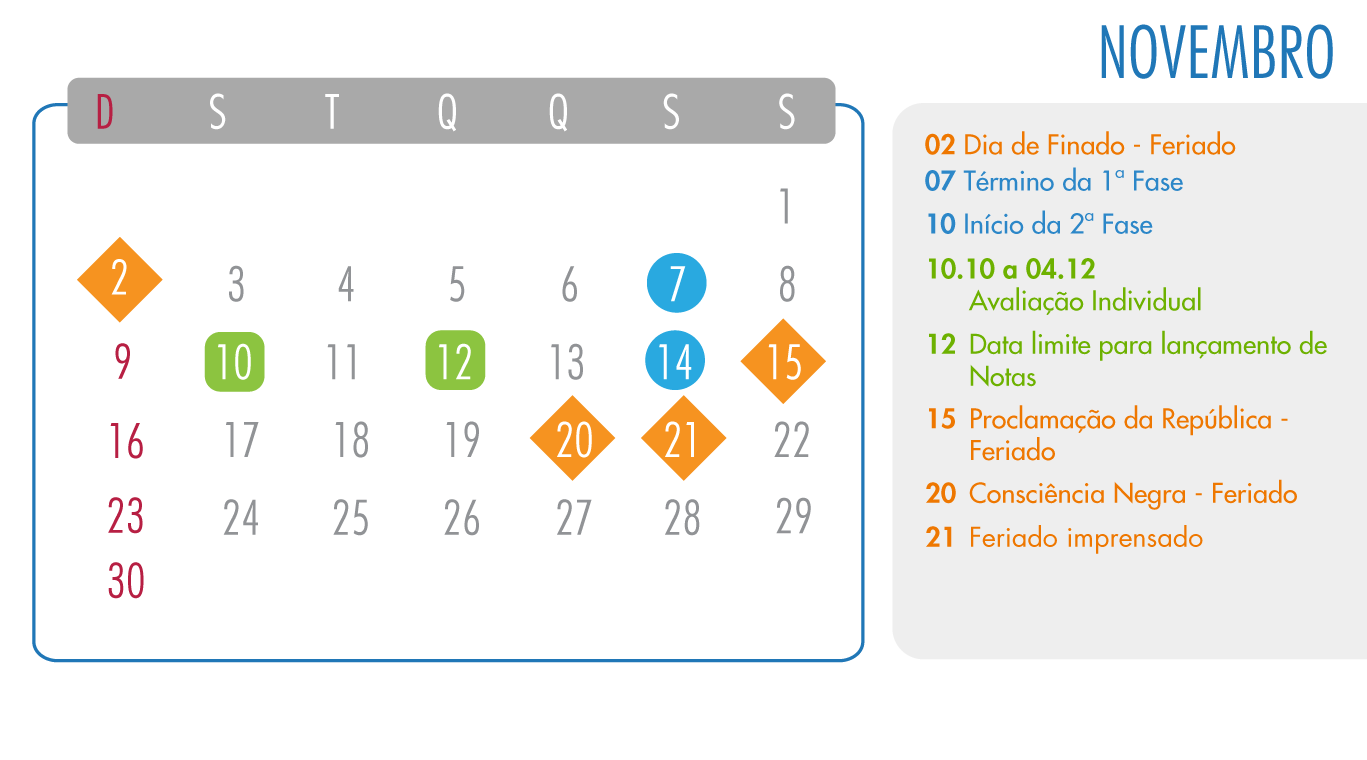 NOVEMBRO
D S T Q Q S S
1
2 3 4 5 6 7 8
9 10 11 12 13 14 15
16 17 18 19 20 21 22
23 24 25 26 27 28 29
30
02 Dia de Finado - Feriado
07 Término da 1ª Fase
10 Início da 2ª Fase
10.10 a 04.12
Avaliação Individual
12 Data limite para lançamento de
Notas
15 Proclamação da República -
Feriado
20 Consciência Negra - Feriado
21 Feriado imprensado